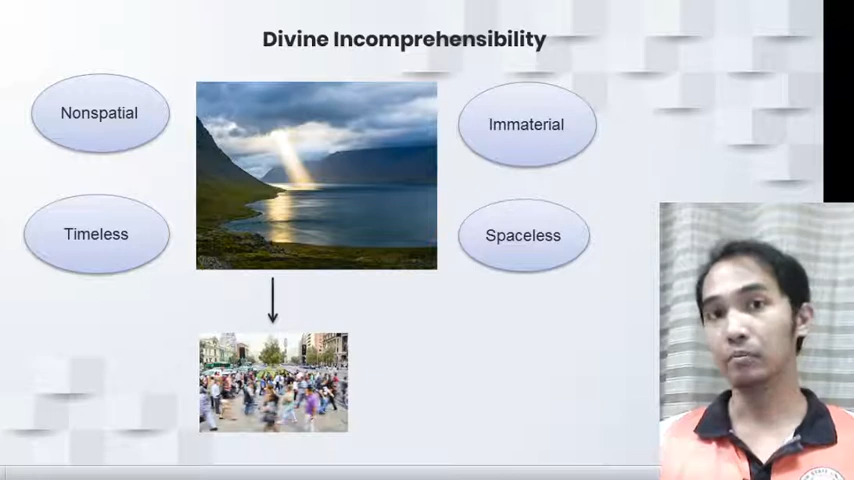 Divine Incomprehensibility
Nonspatial
Immaterial
Timeless
Spaceless